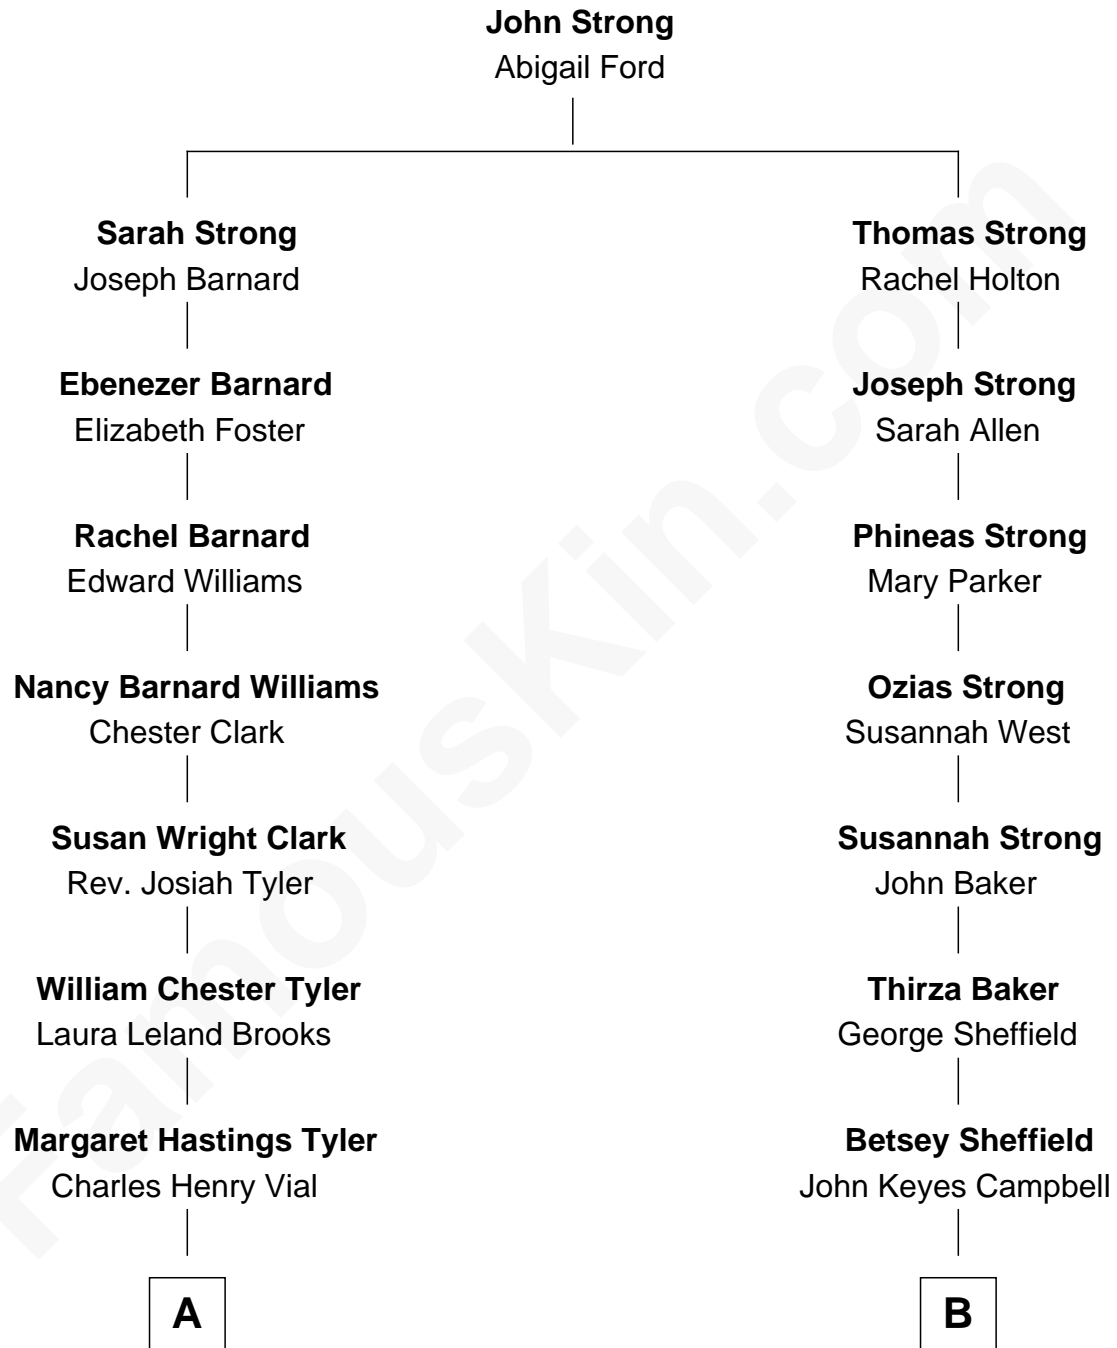 John Strong
Abigail Ford
Sarah Strong
Joseph Barnard
Thomas Strong
Rachel Holton
Ebenezer Barnard
Elizabeth Foster
Joseph Strong
Sarah Allen
Rachel Barnard
Edward Williams
Phineas Strong
Mary Parker
Nancy Barnard Williams
Chester Clark
Ozias Strong
Susannah West
Susan Wright Clark
Rev. Josiah Tyler
Susannah Strong
John Baker
William Chester Tyler
Laura Leland Brooks
Thirza Baker
George Sheffield
Margaret Hastings Tyler
Charles Henry Vial
Betsey Sheffield
John Keyes Campbell
A
B
FamousKin.com